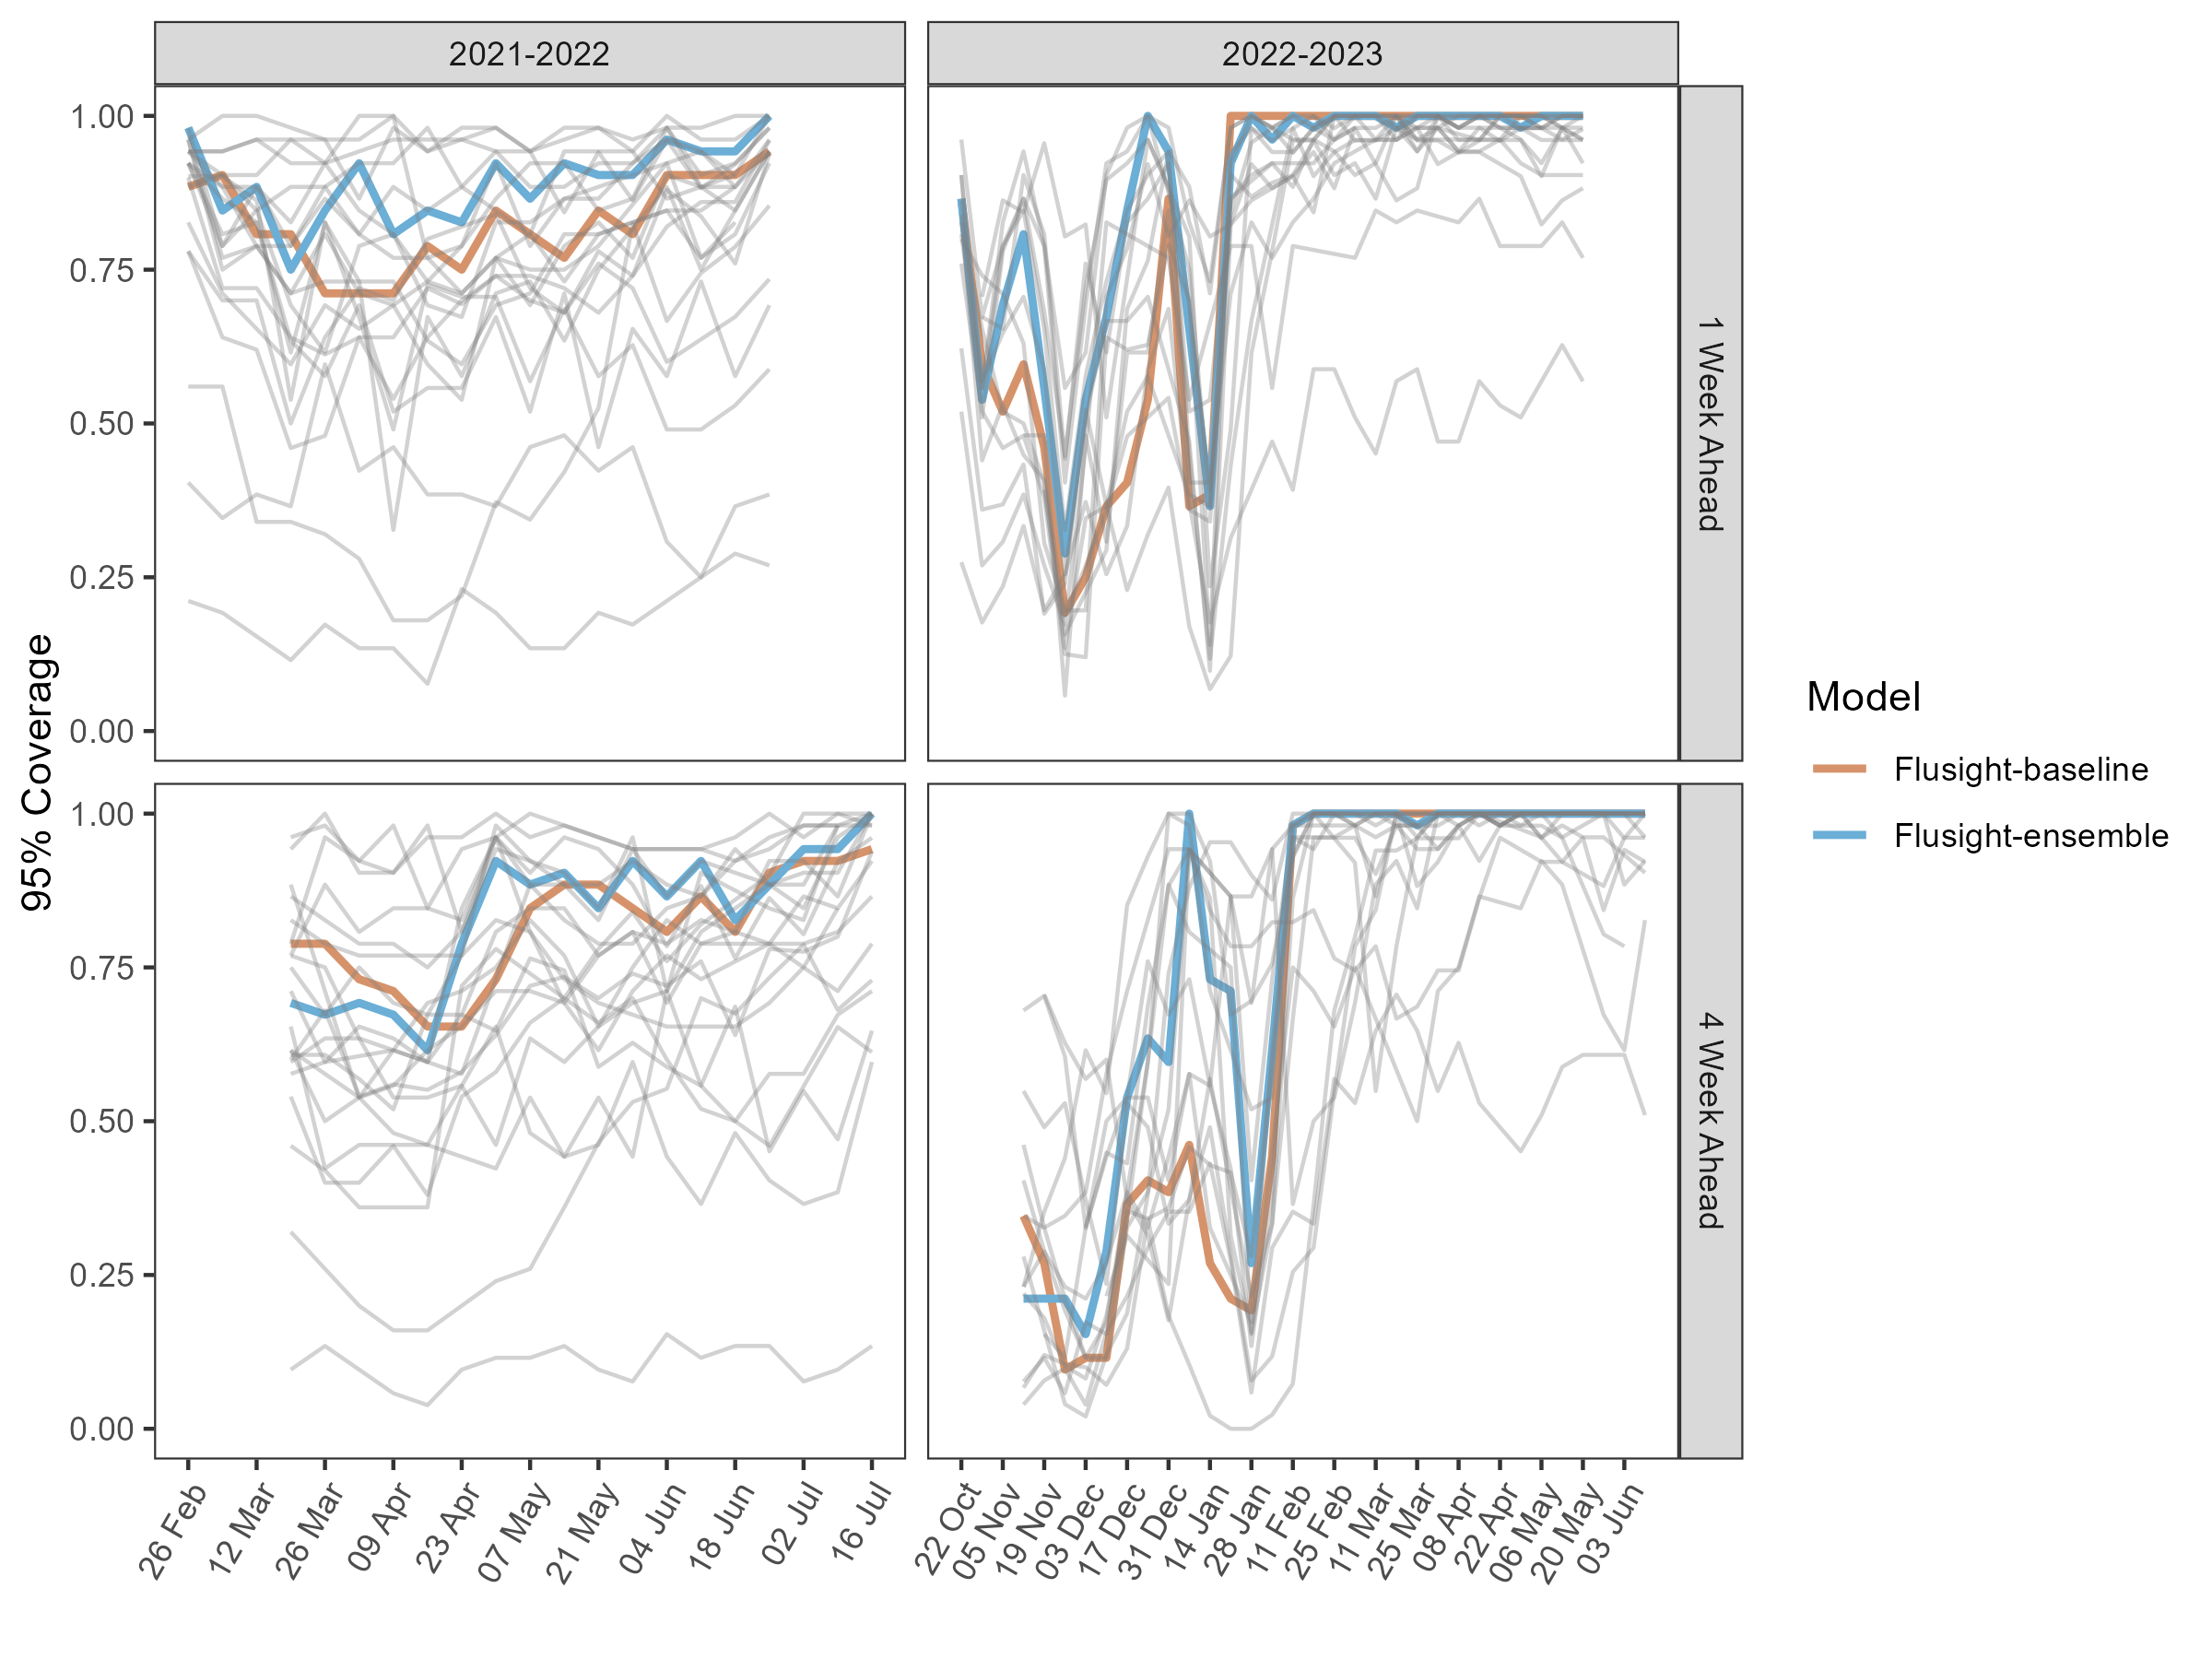 2021-2022
2022-2023
1.00
0.75
0.50
0.25
0.00
1 Week Ahead
95% Coverage
1.00
0.75
0.50
0.25
0.00
4 Week Ahead
26 Feb
12 Mar
26 Mar
09 Apr
23 Apr
07 May
21 May
04 Jun
18 Jun
02 Jul
16 Jul
22 Oct
05 Nov
19 Nov
03 Dec
17 Dec
31 Dec
14 Jan
28 Jan
11 Feb
25 Feb
11 Mar
25 Mar
08 Apr
22 Apr
06 May
20 May
03 Jun
Model
Flusight-baseline
Flusight-ensemble